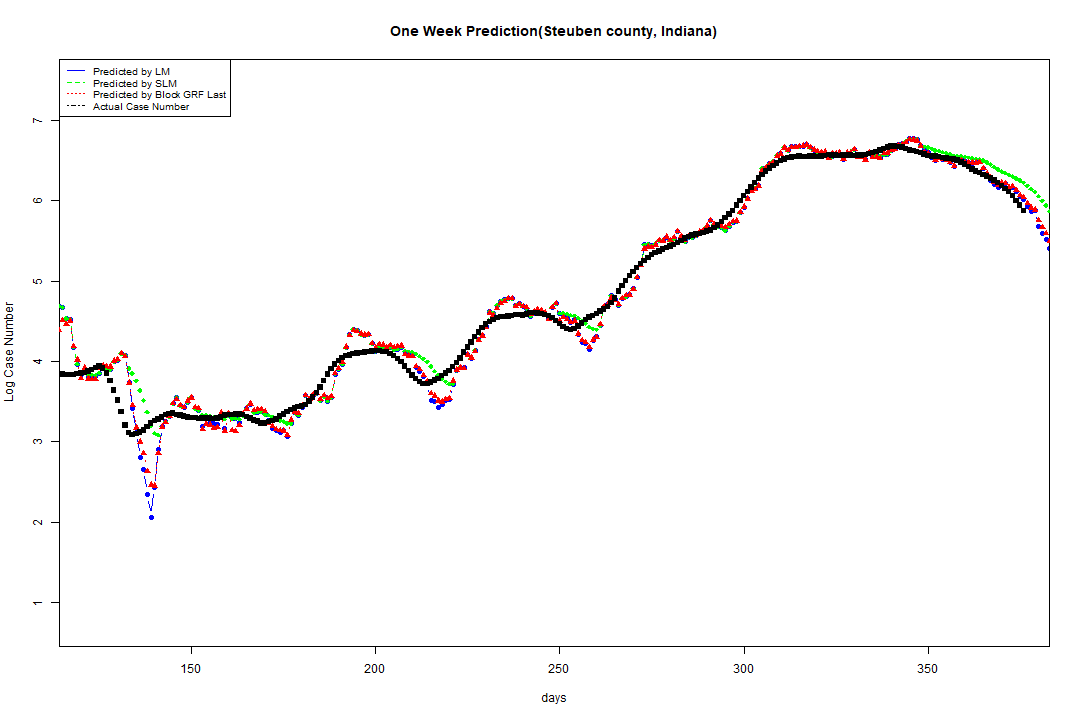 One Week Prediction(Steuben county, Indiana)
Predicted by LM
Predicted by SLM
Predicted by Block GRF Last
Actual Case Number
7
6
5
4
3
2
1
Log Case Number
150 200 250 300 350
days